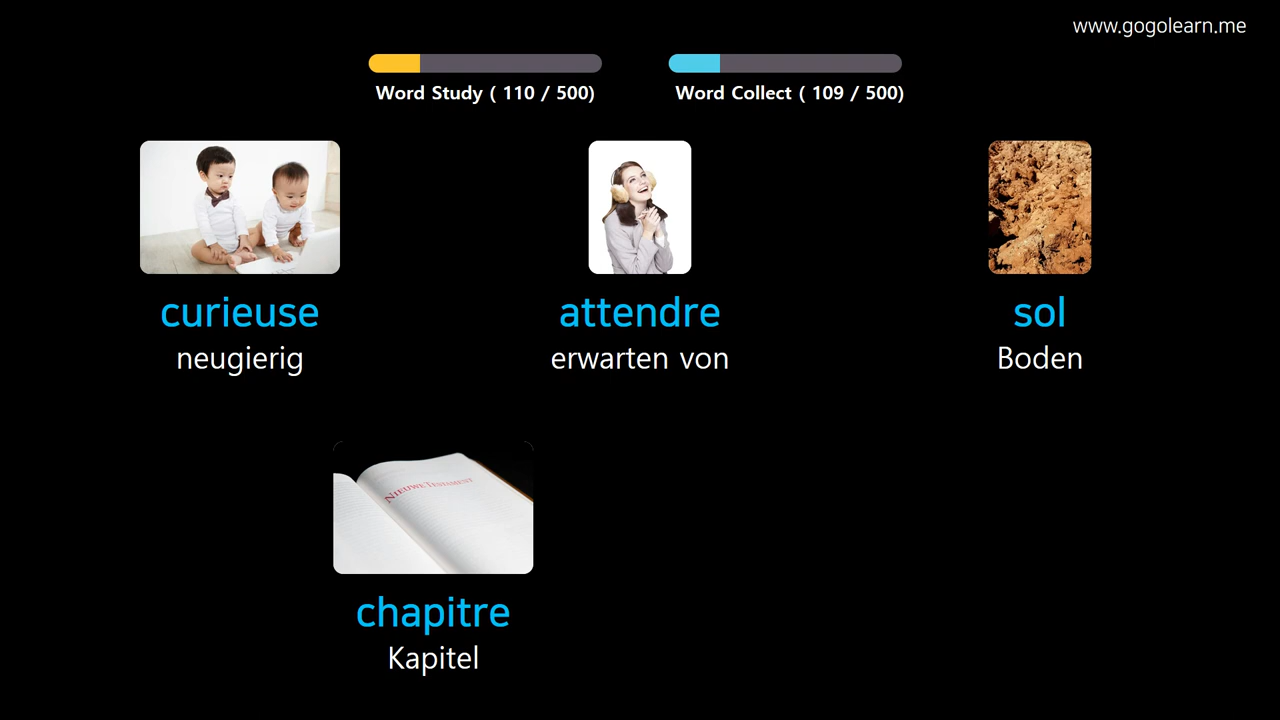 www.gogolearn.me
Word Study ( 110 / 500)
Word Collect ( 109 / 500)
curieuse
neugierig
attendre
erwarten von
sol
Boden
NIEUWE TESTAMENT
chapitre
Kapitel